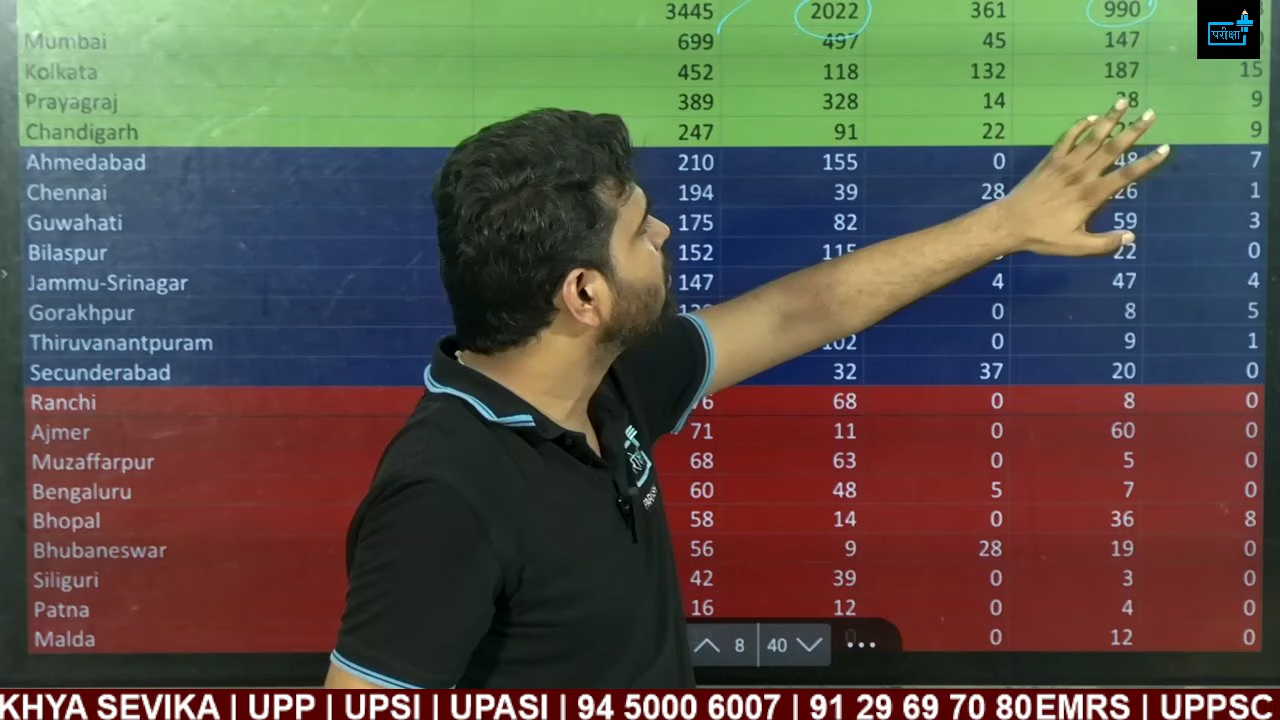 3445 2022 361 990
परीक्षा
Mumbai 699 497 45 147
Kolkata 452 118 132 187 15
Prayagraj 389 328 14 9
Chandigarh 247 91 22 9
Ahmedabad 210 155 0 48 7
Chennai 194 39 28 1
Guwahati 175 82 59 3
Bilaspur 152 115 22 0
Jammu-Srinagar 147 4 47 4
Gorakhpur 0 8 5
Thiruvanantpuram 102 0 9 1
Secunderabad 32 37 20 0
Ranchi 68 0 8 0
Ajmer 71 11 0 60 0
Muzaffarpur 68 63 0 5 0
Bengaluru 60 48 5 7 0
Bhopal 58 14 0 36 8
Bhubaneswar 56 9 28 19 0
Siliguri 42 39 0 3 0
Patna 16 12 0 4 0
Malda 0 0 12 0
8 40
KHYA SEVIKA | UPP | UPSI | UPASI | 94 5000 6007 | 91 29 69 70 80 EMRS | UPPSC